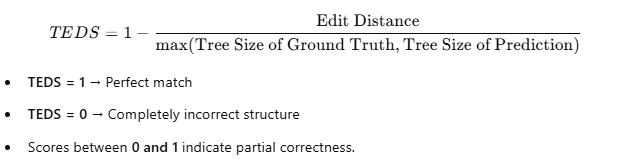 TEDS = 1 − Edit Distance / max(Tree Size of Ground Truth, Tree Size of Prediction)
• TEDS = 1 → Perfect match
• TEDS = 0 → Completely incorrect structure
• Scores between 0 and 1 indicate partial correctness.